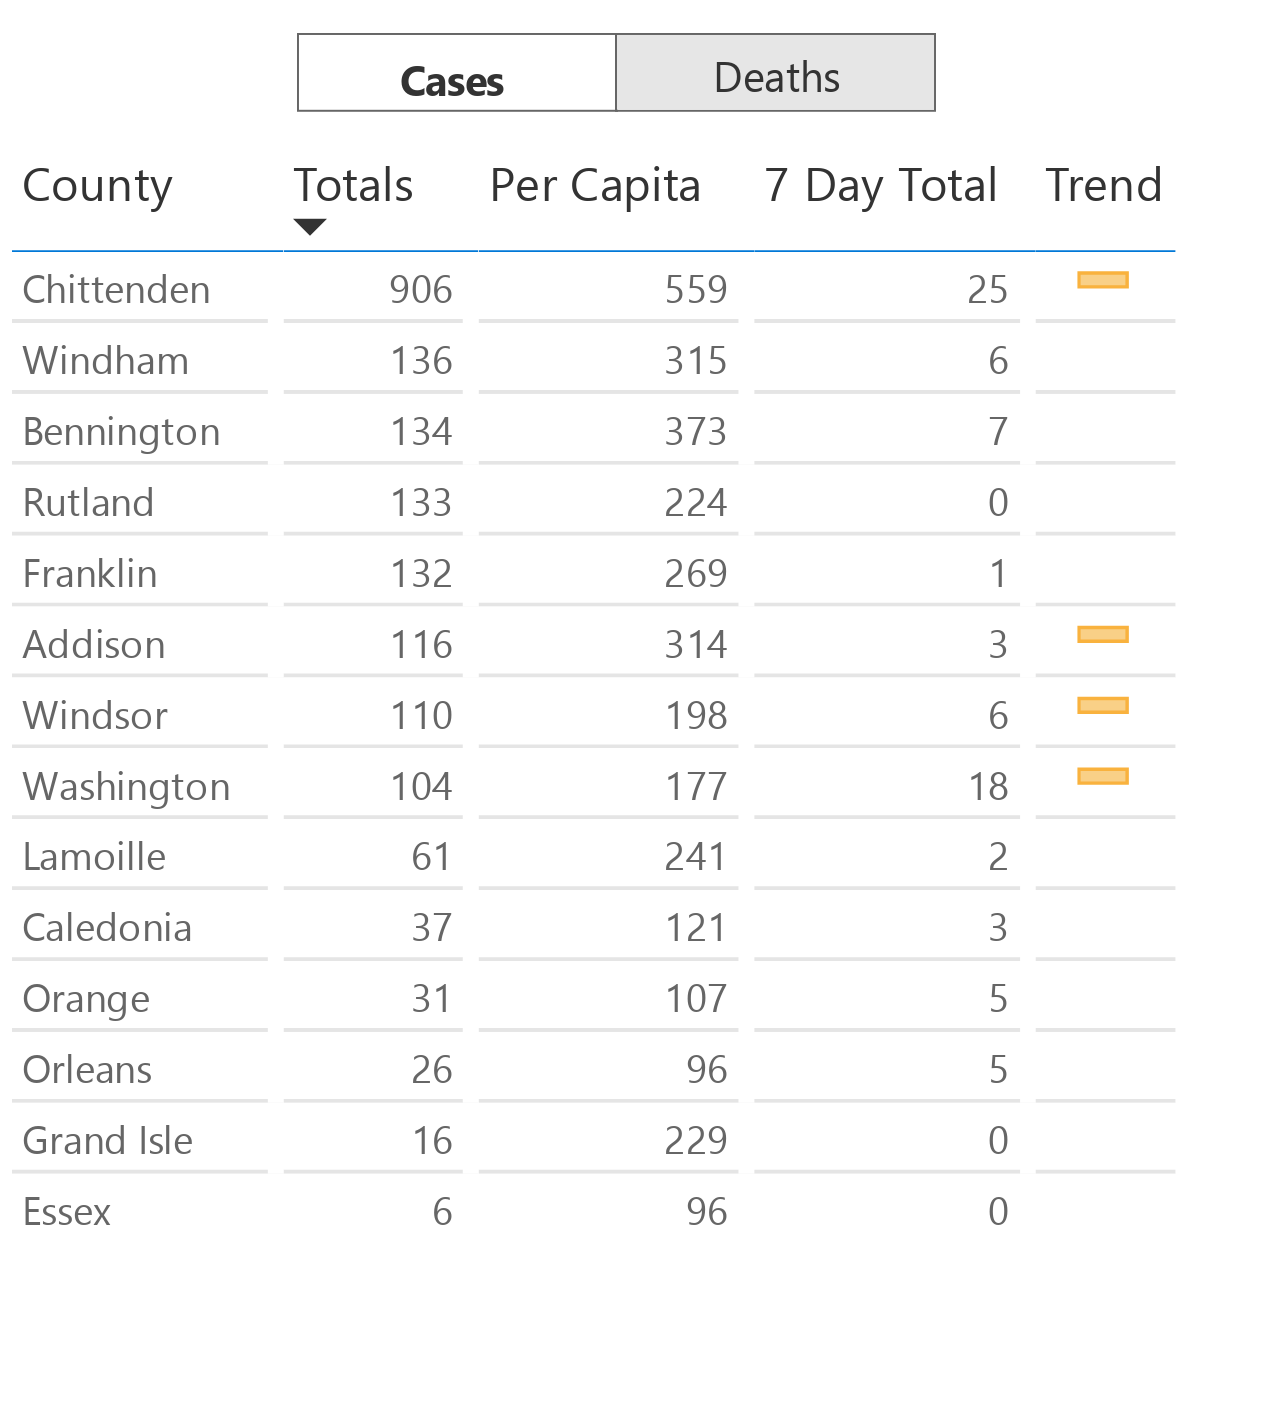 Cases Deaths
County Totals Per Capita 7 Day Total Trend
Chittenden 906 559 25
Windham 136 315 6
Bennington 134 373 7
Rutland 133 224 0
Franklin 132 269 1
Addison 116 314 3
Windsor 110 198 6
Washington 104 177 18
Lamoille 61 241 2
Caledonia 37 121 3
Orange 31 107 5
Orleans 26 96 5
Grand Isle 16 229 0
Essex 6 96 0